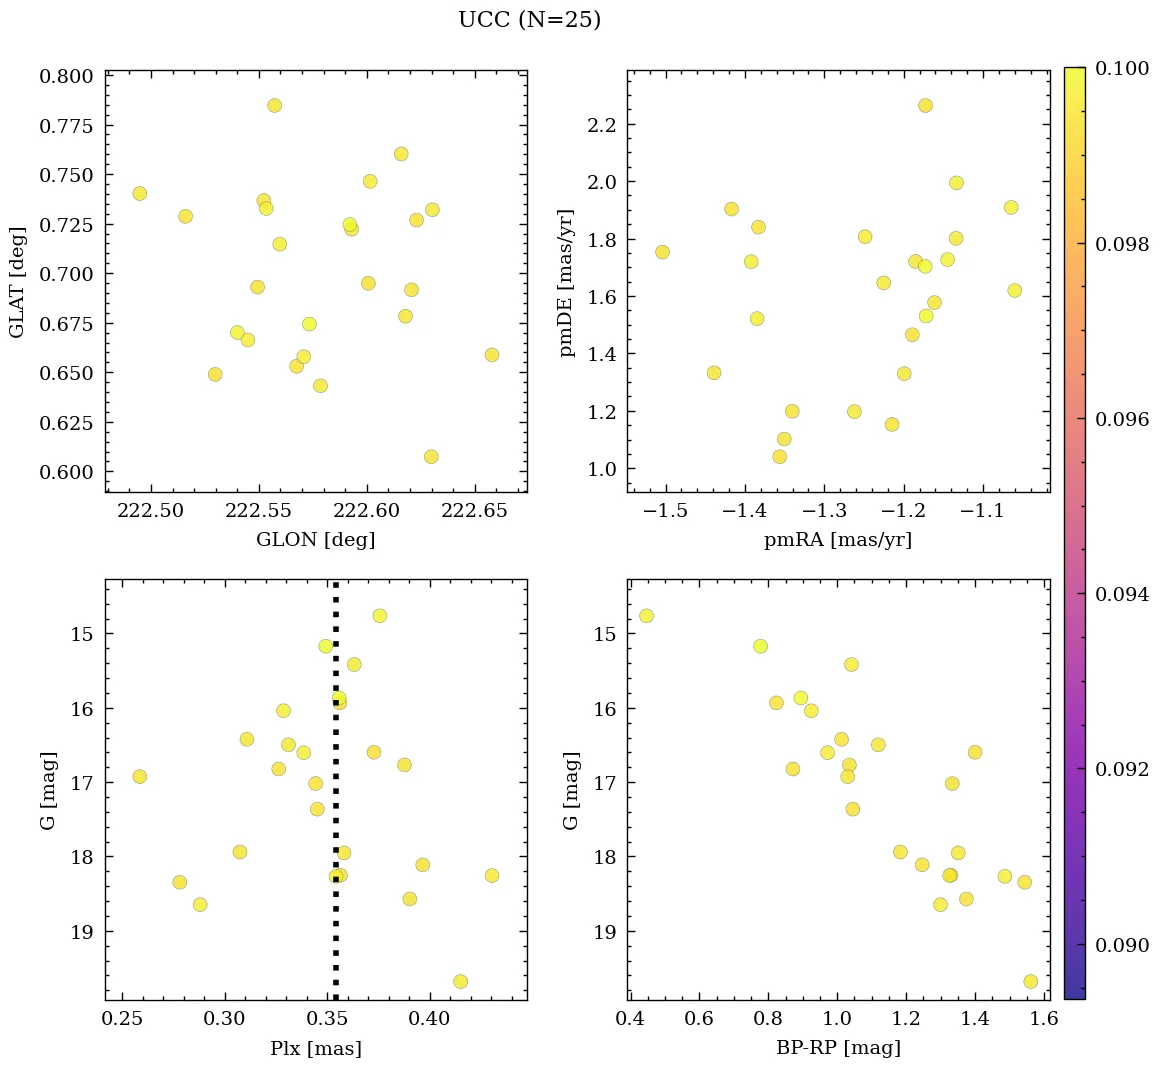 UCC (N=25)
0.800
0.775
0.750
0.725
0.700
0.675
0.650
0.625
0.600
GLAT [deg]
222.50 222.55 222.60 222.65
GLON [deg]
2.2
2.0
1.8
1.6
1.4
1.2
1.0
pmDE [mas/yr]
−1.5 −1.4 −1.3 −1.2 −1.1
pmRA [mas/yr]
15
16
17
18
19
G [mag]
0.25 0.30 0.35 0.40
Plx [mas]
15
16
17
18
19
G [mag]
0.4 0.6 0.8 1.0 1.2 1.4 1.6
BP-RP [mag]
0.100
0.098
0.096
0.094
0.092
0.090